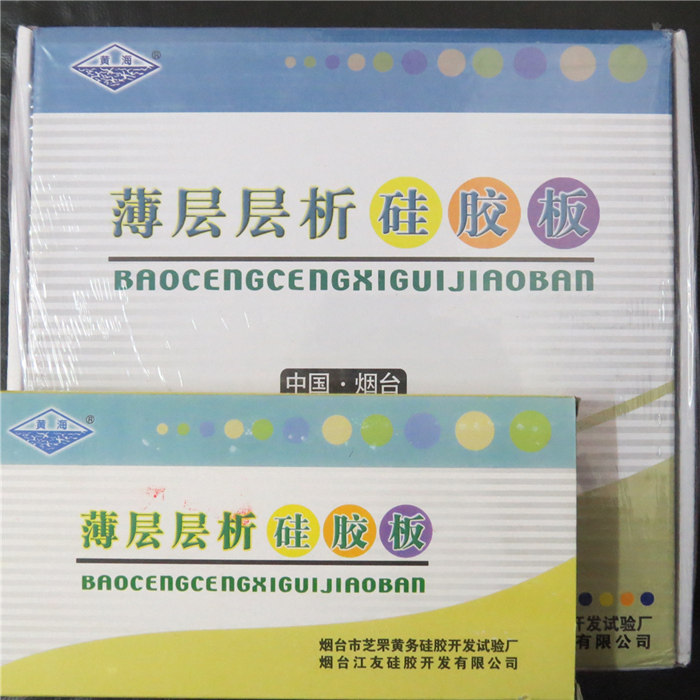 黄海®
薄层层析硅胶板
BAOCENGCENGXIGUIJIAOBAN
中国·烟台
开发试验厂
有限公司
黄海®
薄层层析硅胶板
BAOCENGCENGXIGUIJIAOBAN
烟台市芝罘黄务硅胶开发试验厂
烟台江友硅胶开发有限公司